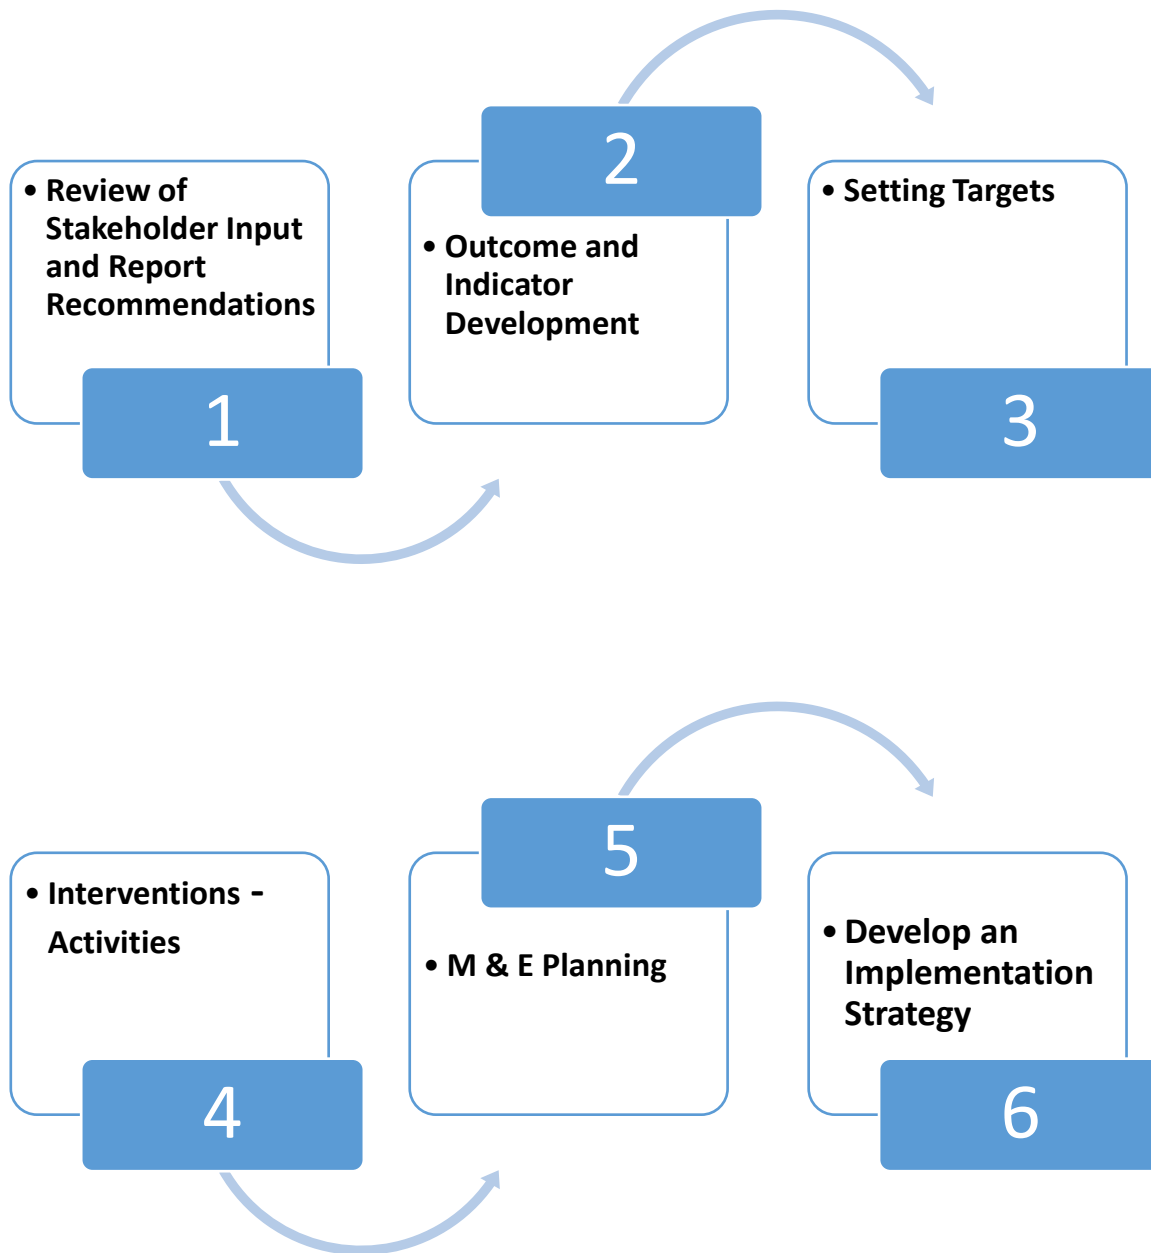 • Review of
Stakeholder Input
and Report
Recommendations
1
2
• Outcome and
Indicator
Development
• Setting Targets
3
• Interventions -
Activities
4
5
• M & E Planning
• Develop an
Implementation
Strategy
6